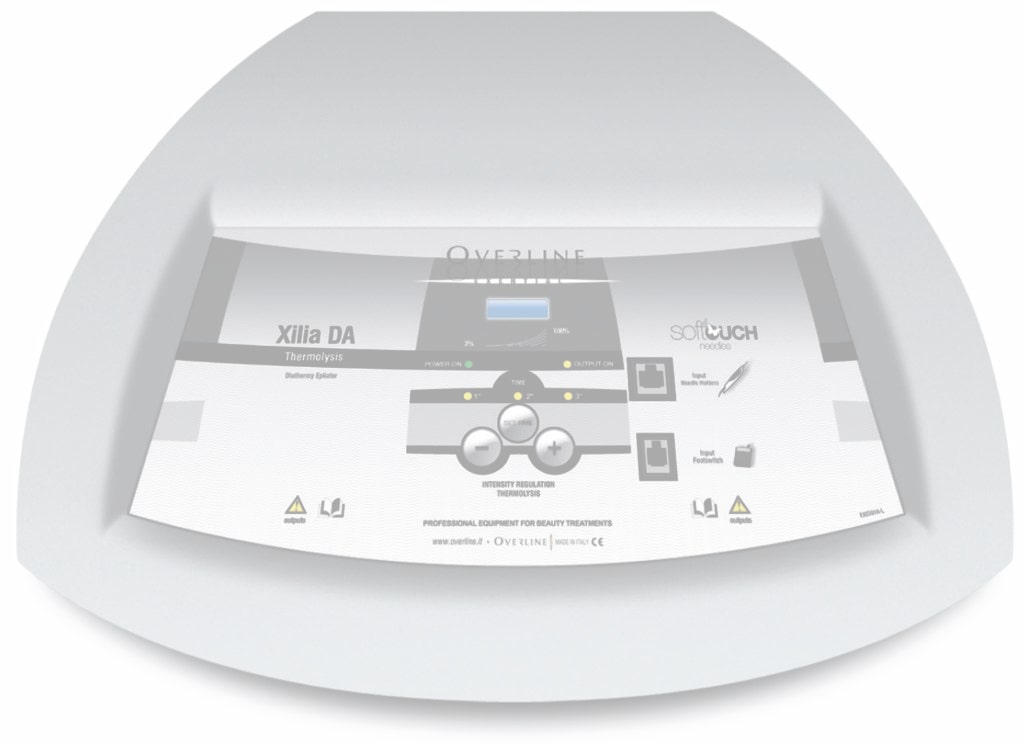 OVERLINE
Xilia DA
Thermolysis
Diathermy Epilator
100%
softtouch
needles
POWER ON
OUTPUT ON
TIME
1"
2"
3"
SET TIME
-
+
Input
Needle Holders
Input
Footswitch
INTENSITY REGULATION
THERMOLYSIS
outputs
outputs
PROFESSIONAL EQUIPMENT FOR BEAUTY TREATMENTS
www.overline.it • OVERLINE | MADE IN ITALY CE